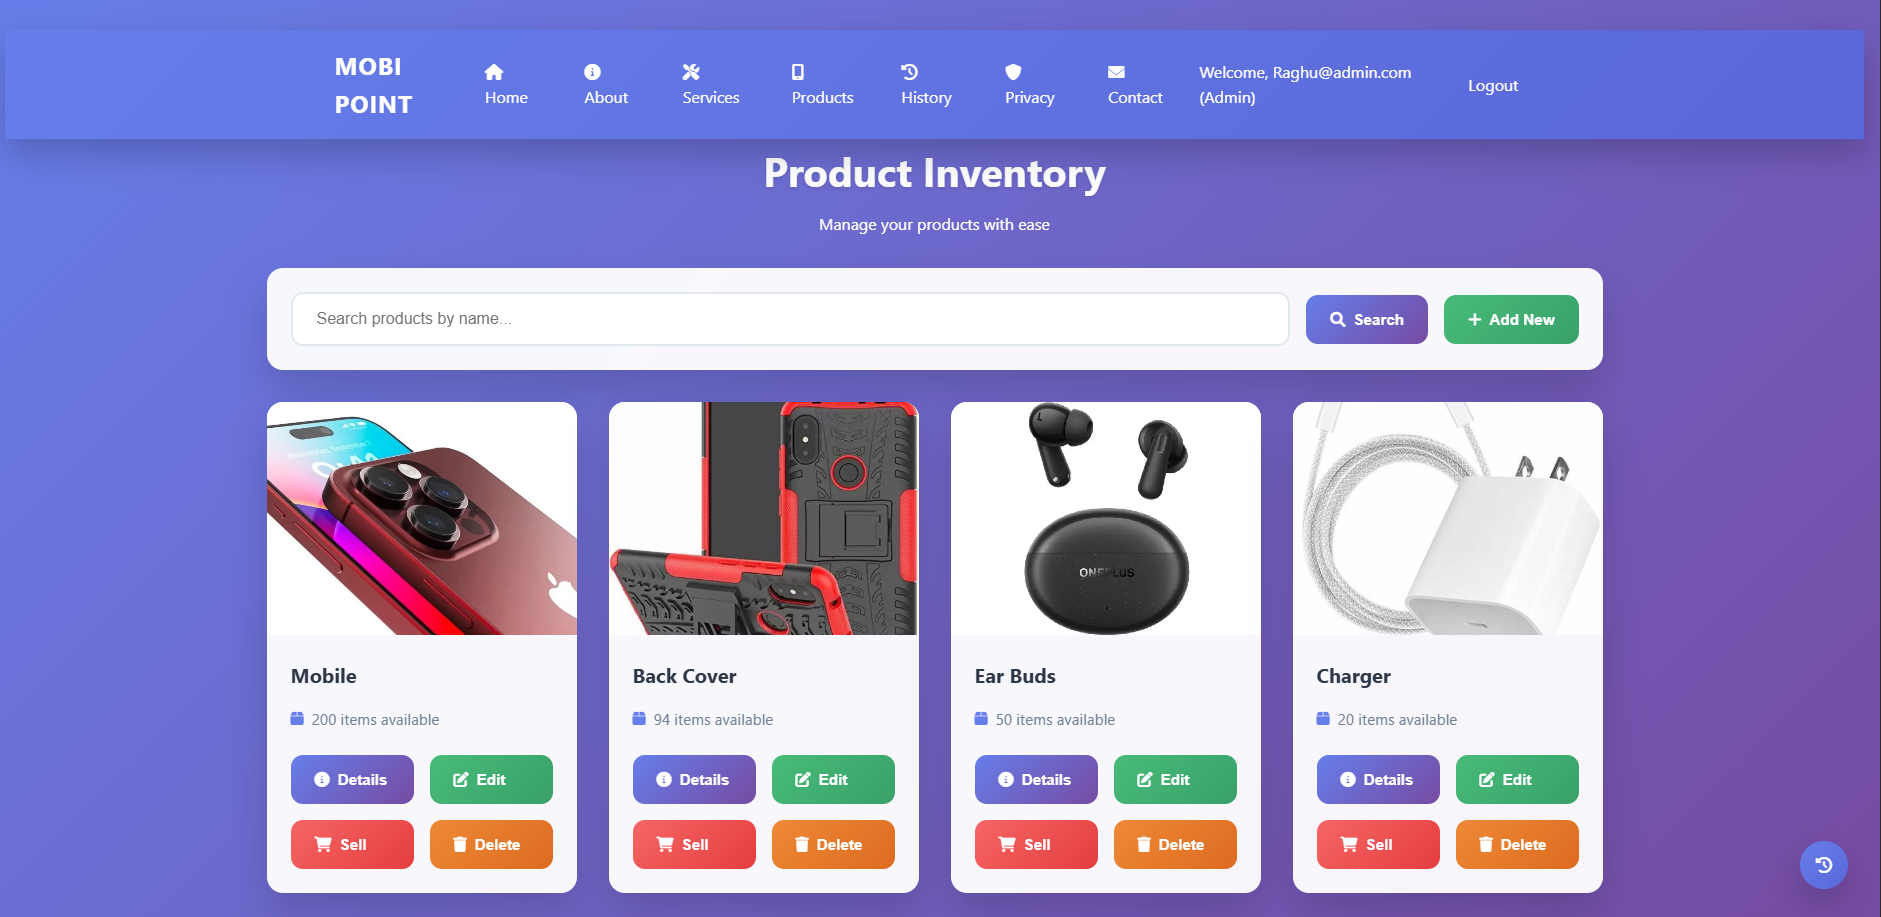 MOBI
POINT
Home
About
Services
Products
History
Privacy
Contact
Welcome, Raghu@admin.com
(Admin)
Logout
Product Inventory
Manage your products with ease
Search products by name...
Search
Add New
L
ONEPLUS
Mobile
200 items available
Details
Edit
Sell
Delete
Back Cover
94 items available
Details
Edit
Sell
Delete
Ear Buds
50 items available
Details
Edit
Sell
Delete
Charger
20 items available
Details
Edit
Sell
Delete